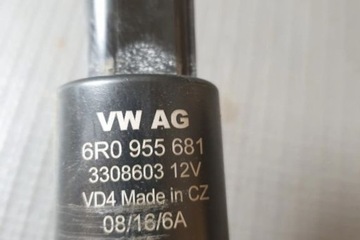 VW AG
6R0 955 681
3308603 12V
VD4 Made in CZ
08/16/6A